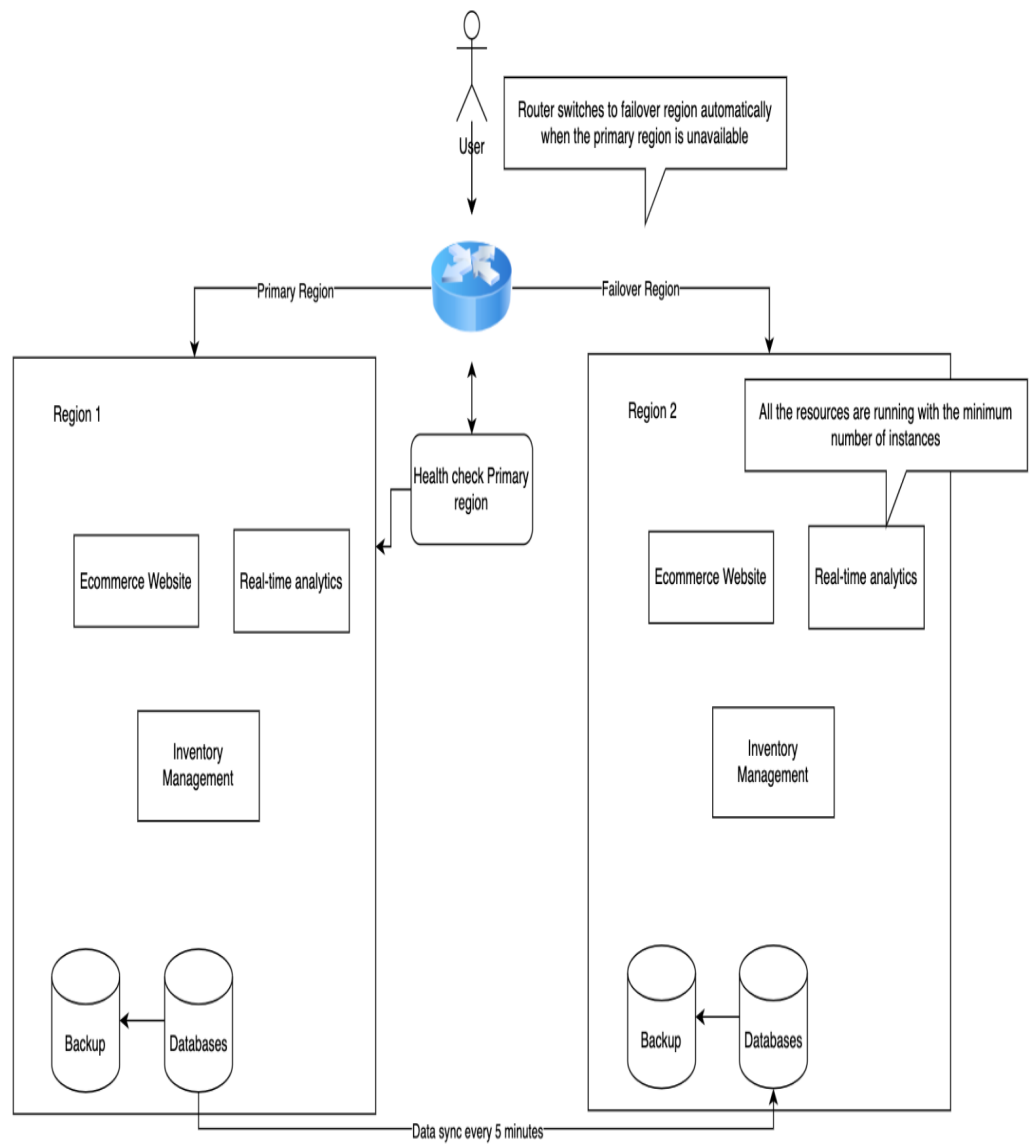 Router switches to failover region automatically
when the primary region is unavailable
User
Primary Region
Failover Region
Region 1
Health check Primary
region
Ecommerce Website
Real-time analytics
Inventory
Management
Backup
Databases
Region 2
All the resources are running with the minimum
number of instances
Ecommerce Website
Real-time analytics
Inventory
Management
Backup
Databases
Data sync every 5 minutes